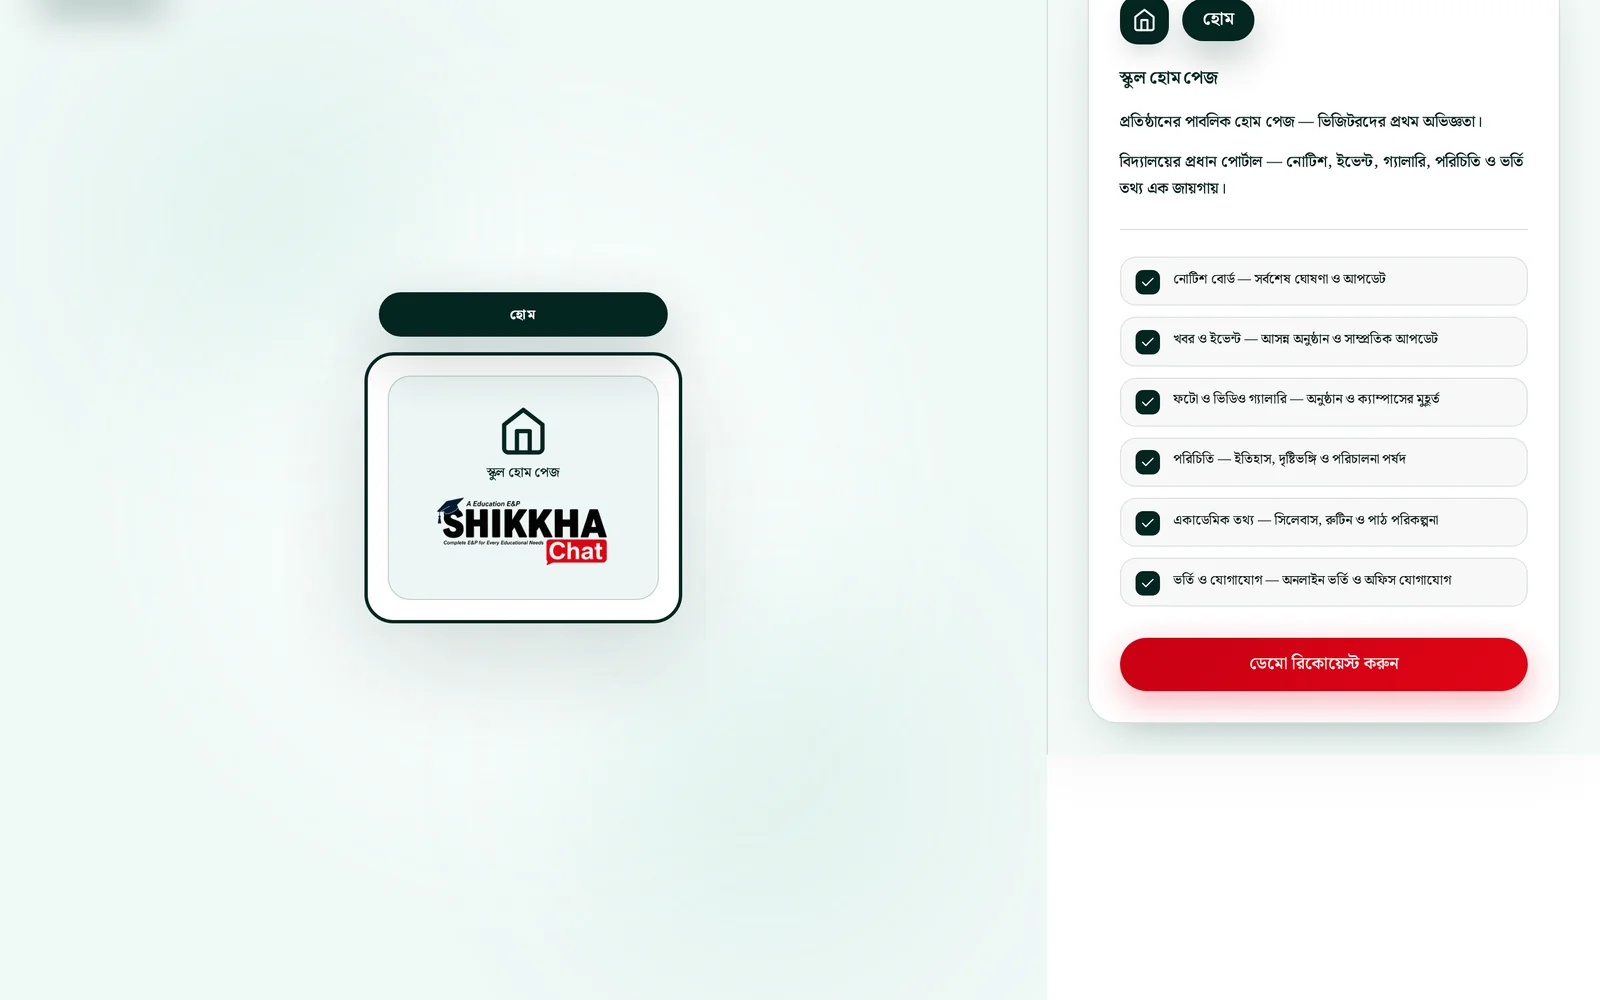 হোম
স্কুল হোম পেজ
A Education E&P
SHIKKHA
Complete E&P for Every Educational Needs
Chat
হোম
স্কুল হোম পেজ
প্রতিষ্ঠানের পাবলিক হোম পেজ — ভিজিটরদের প্রথম অভিজ্ঞতা।
বিদ্যালয়ের প্রধান পোর্টাল — নোটিশ, ইভেন্ট, গ্যালারি, পরিচিতি ও ভর্তি
তথ্য এক জায়গায়।
নোটিশ বোর্ড — সর্বশেষ ঘোষণা ও আপডেট
খবর ও ইভেন্ট — আসন্ন অনুষ্ঠান ও সাম্প্রতিক আপডেট
ফটো ও ভিডিও গ্যালারি — অনুষ্ঠান ও ক্যাম্পাসের মুহূর্ত
পরিচিতি — ইতিহাস, দৃষ্টিভঙ্গি ও পরিচালনা পর্ষদ
একাডেমিক তথ্য — সিলেবাস, রুটিন ও পাঠ পরিকল্পনা
ভর্তি ও যোগাযোগ — অনলাইন ভর্তি ও অফিস যোগাযোগ
ডেমো রিকোয়েস্ট করুন